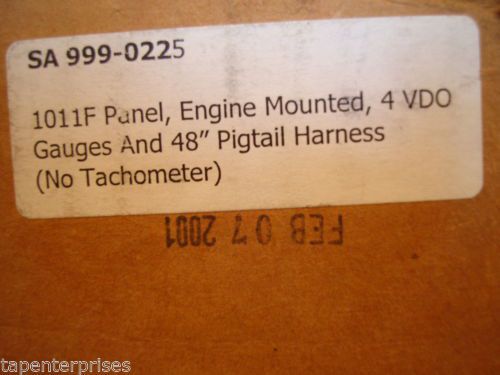 SA 999-0225
1011F Panel, Engine Mounted, 4 VDO
Gauges And 48" Pigtail Harness
(No Tachometer)
FEB 07 2001
tapenterprises